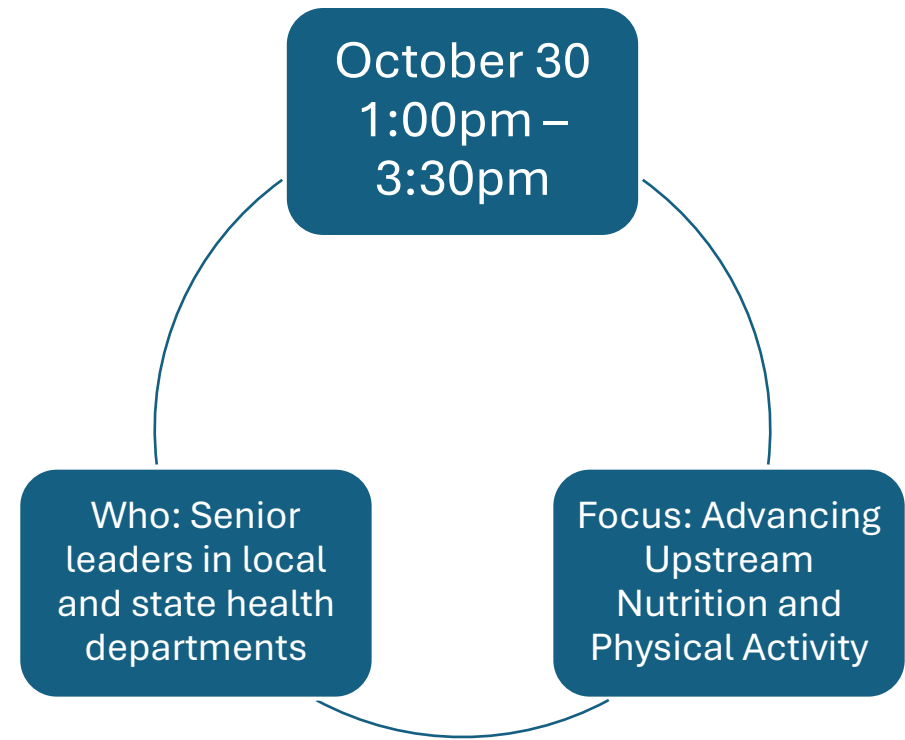 October 30
1:00pm –
3:30pm
Who: Senior
leaders in local
and state health
departments
Focus: Advancing
Upstream
Nutrition and
Physical Activity